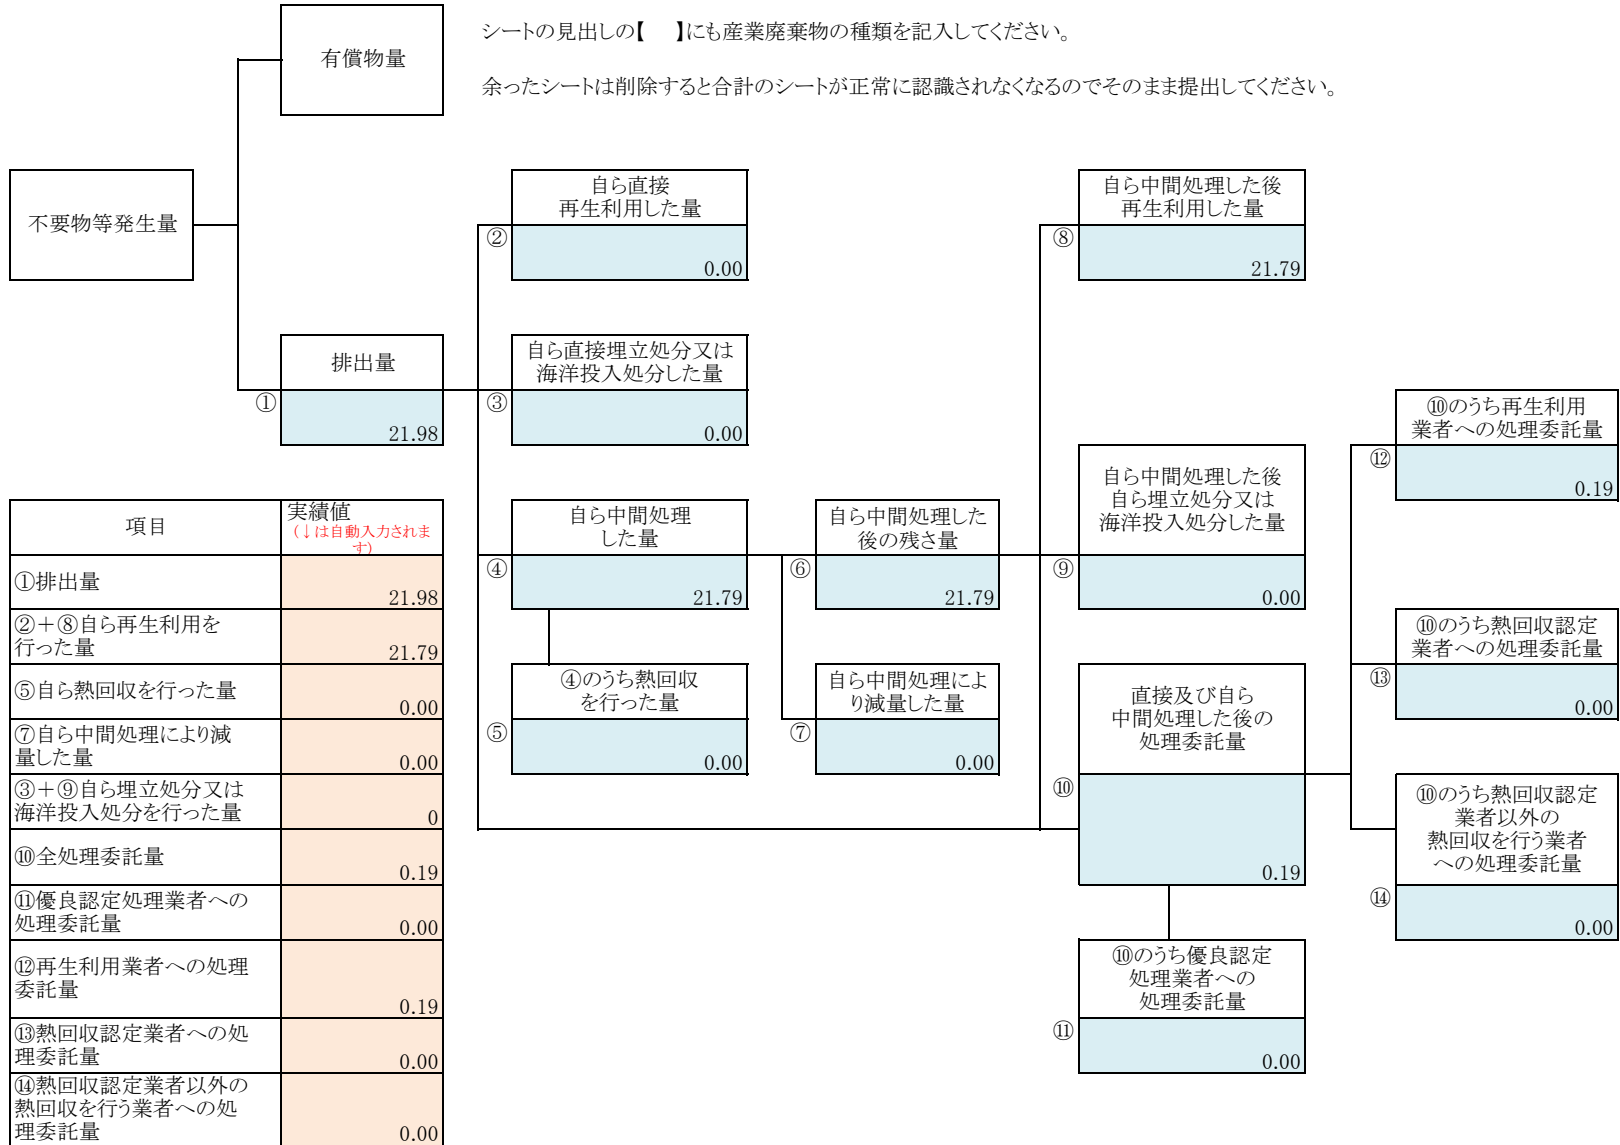 有償物量
シートの見出しの【　】にも産業廃棄物の種類を記入してください。
余ったシートは削除すると合計のシートが正常に認識されなくなるのでそのまま提出してください。
不要物等発生量
自ら直接
再生利用した量
②
0.00
自ら中間処理した後
再生利用した量
⑧
21.79
排出量
①
21.98
自ら直接埋立処分又は
海洋投入処分した量
③
0.00
⑩のうち再生利用
業者への処理委託量
⑫
0.19
自ら中間処理
した量
④
21.79
自ら中間処理した
後の残さ量
⑥
21.79
自ら中間処理した後
自ら埋立処分又は
海洋投入処分した量
⑨
0.00
⑩のうち熱回収認定
業者への処理委託量
⑬
0.00
④のうち熱回収
を行った量
⑤
0.00
自ら中間処理によ
り減量した量
⑦
0.00
直接及び自ら
中間処理した後の
処理委託量
⑩
0.19
⑩のうち熱回収認定
業者以外の
熱回収を行う業者
への処理委託量
⑭
0.00
⑩のうち優良認定
処理業者への
処理委託量
⑪
0.00
項目
実績値
(↓は自動入力されま
す)
①排出量
21.98
②＋⑧自ら再生利用を
行った量
21.79
⑤自ら熱回収を行った量
0.00
⑦自ら中間処理により減
量した量
0.00
③＋⑨自ら埋立処分又は
海洋投入処分を行った量
0
⑩全処理委託量
0.19
⑪優良認定処理業者への
処理委託量
0.00
⑫再生利用業者への処理
委託量
0.19
⑬熱回収認定業者への処
理委託量
0.00
⑭熱回収認定業者以外の
熱回収を行う業者への処
理委託量
0.00